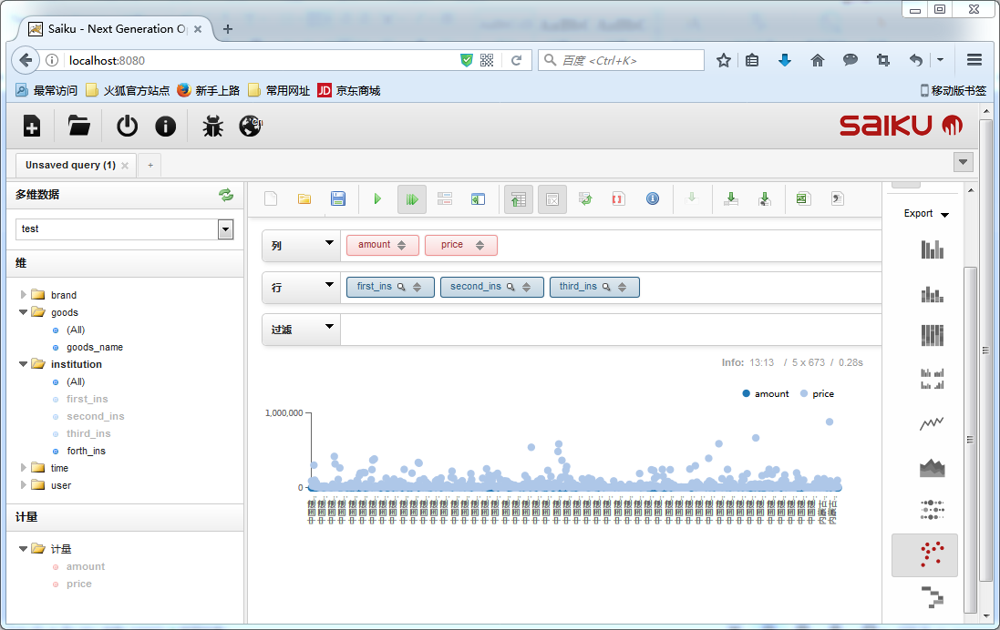 Saiku - Next Generation O
localhost:8080
百度 <Ctrl+K>
最常访问 火狐官方站点 新手上路 常用网址 JD 京东商城 移动版书签
saiku
Unsaved query (1)
多维数据
test
维
brand
goods
(All)
goods_name
institution
(All)
first_ins
second_ins
third_ins
forth_ins
time
user
计量
计量
amount
price
列 amount price
行 first_ins second_ins third_ins
过滤
Info: 13:13 / 5 x 673 / 0.28s
amount price
1,000,000
0
Export